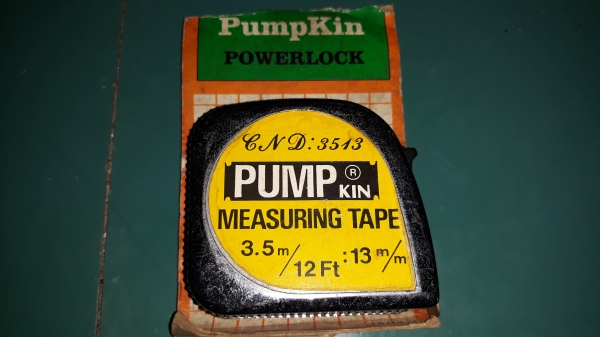 PumpKin
POWERLOCK
CND:3513
PUMP ® KIN
MEASURING TAPE
3.5m/12Ft:13m/m